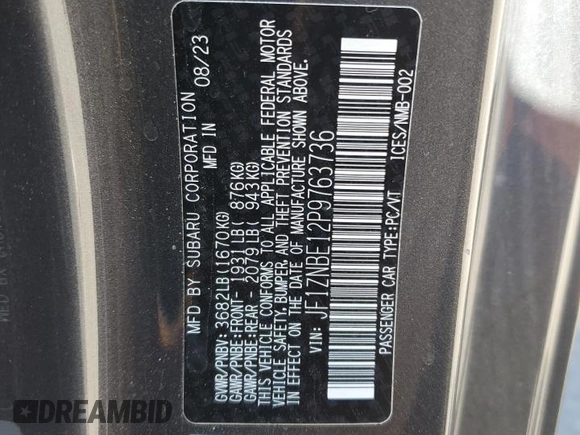 MFD BY SUBARU CORPORATION
MFD IN 08/23
GVWR/PNBV: 3682LB (1670KG)
GAWR/PNBE:FRONT- 1931LB ( 876KG)
GAWR/PNBE:REAR - 2079LB ( 943KG)
THIS VEHICLE CONFORMS TO ALL APPLICABLE FEDERAL MOTOR
VEHICLE SAFETY, BUMPER, AND THEFT PREVENTION STANDARDS
IN EFFECT ON THE DATE OF MANUFACTURE SHOWN ABOVE.
VIN: JF1ZNBE12P9763736
PASSENGER CAR TYPE:PC/VT ICES/NMB-002
DREAMBID